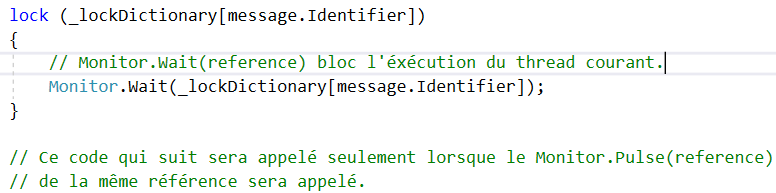 lock (_lockDictionary[message.Identifier])
{
// Monitor.Wait(reference) bloc l'éxécution du thread courant.
Monitor.Wait(_lockDictionary[message.Identifier]);
}
// Ce code qui suit sera appelé seulement lorsque le Monitor.Pulse(reference)
// de la même référence sera appelé.